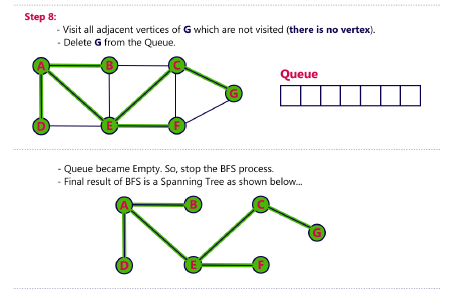 Step 8:
- Visit all adjacent vertices of G which are not visited (there is no vertex).
- Delete G from the Queue.
A B C
Queue
G
D E F
- Queue became Empty. So, stop the BFS process.
- Final result of BFS is a Spanning Tree as shown below...
A B C
G
D E F